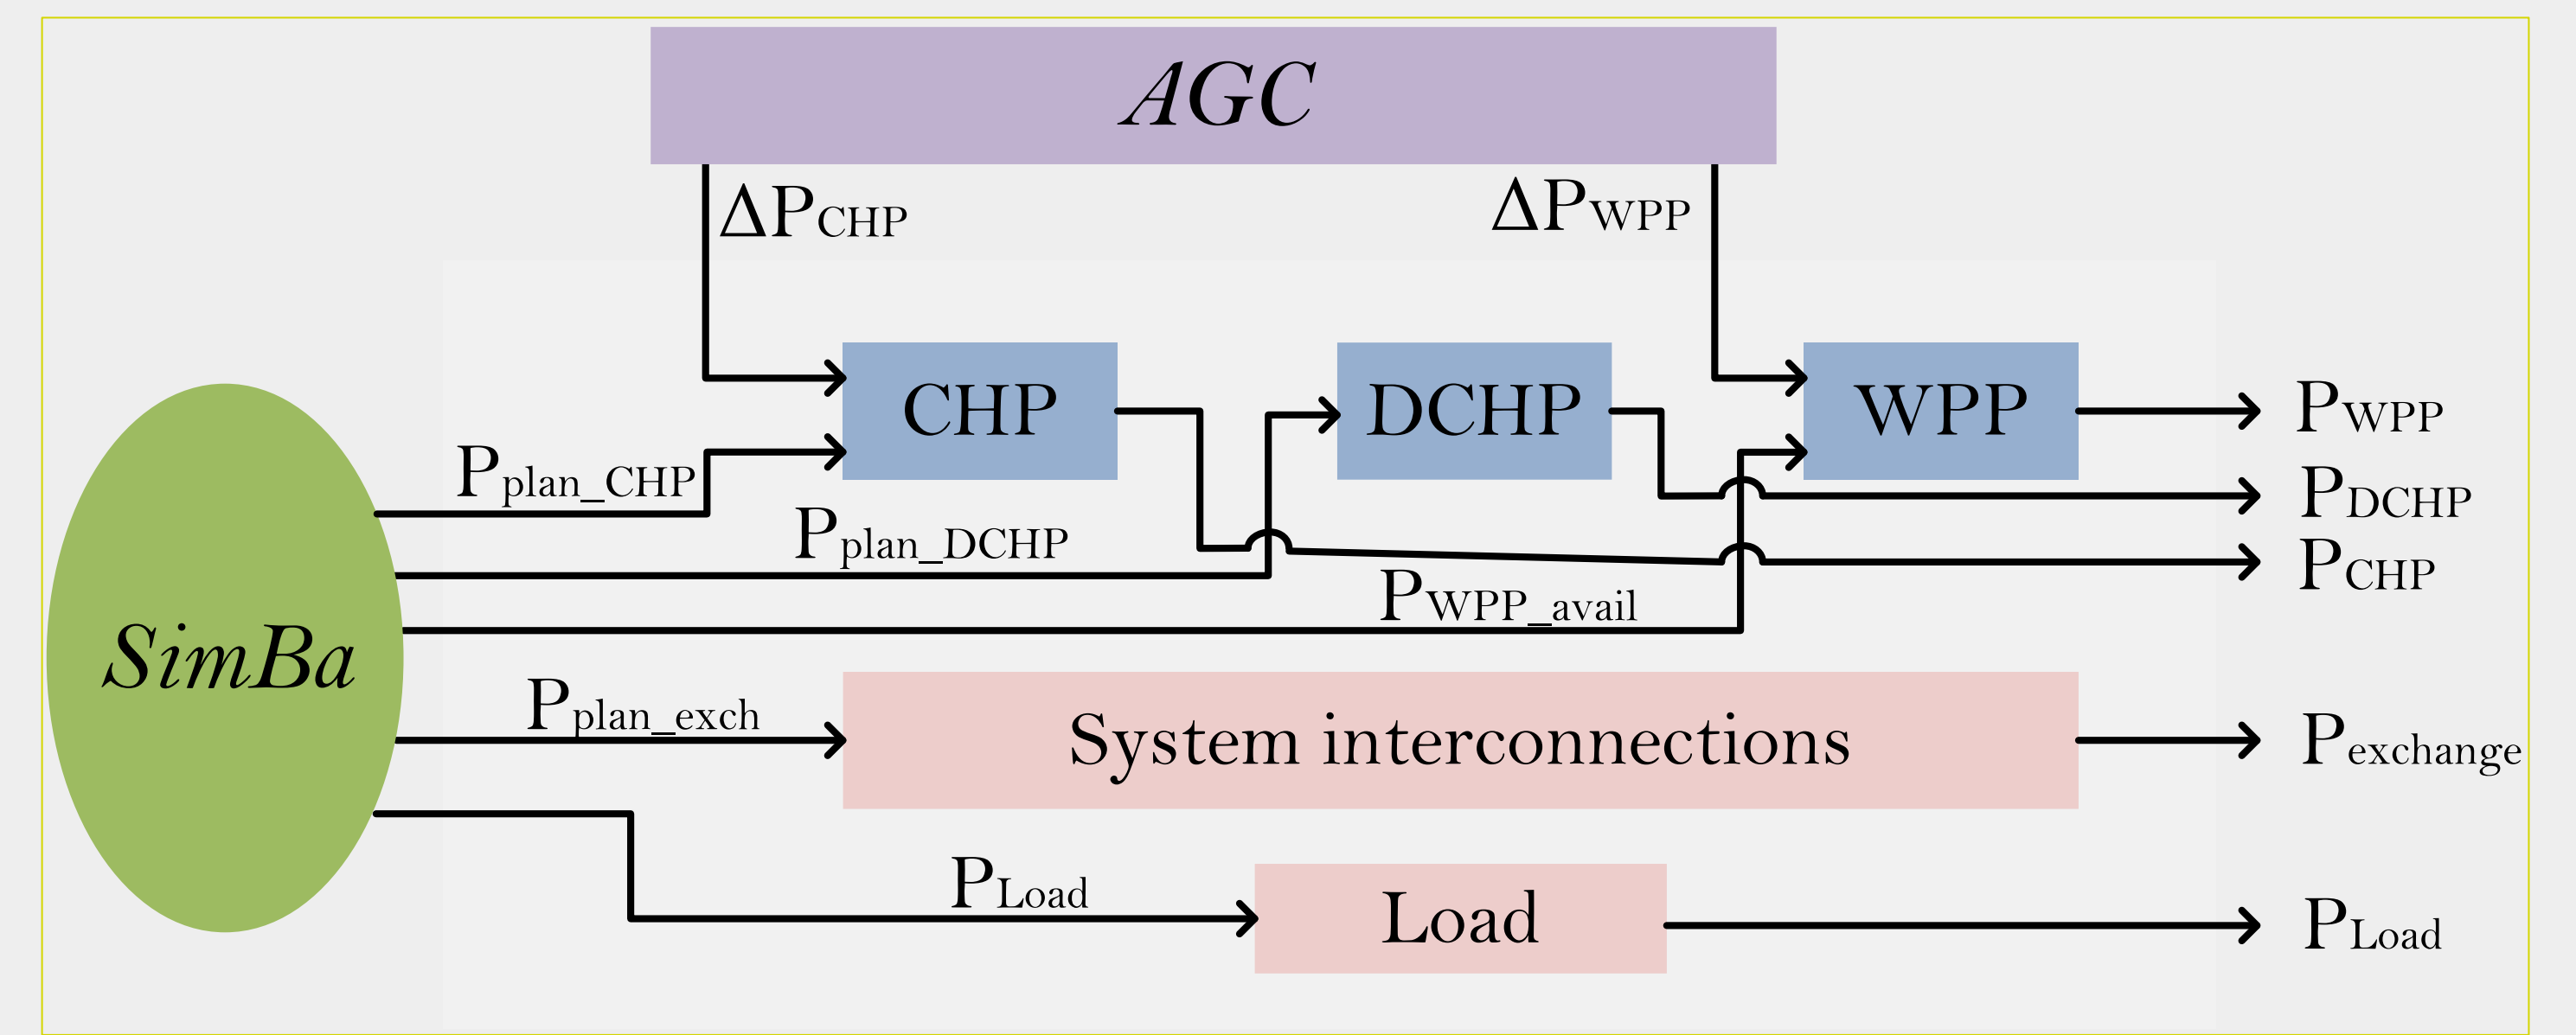 AGC
ΔPCHP
ΔPWPP
CHP
DCHP
WPP
PWPP
Pplan_CHP
PDCHP
Pplan_DCHP
PCHP
PWPP_avail
SimBa
Pplan_exch
System interconnections
Pexchange
PLoad
Load
PLoad